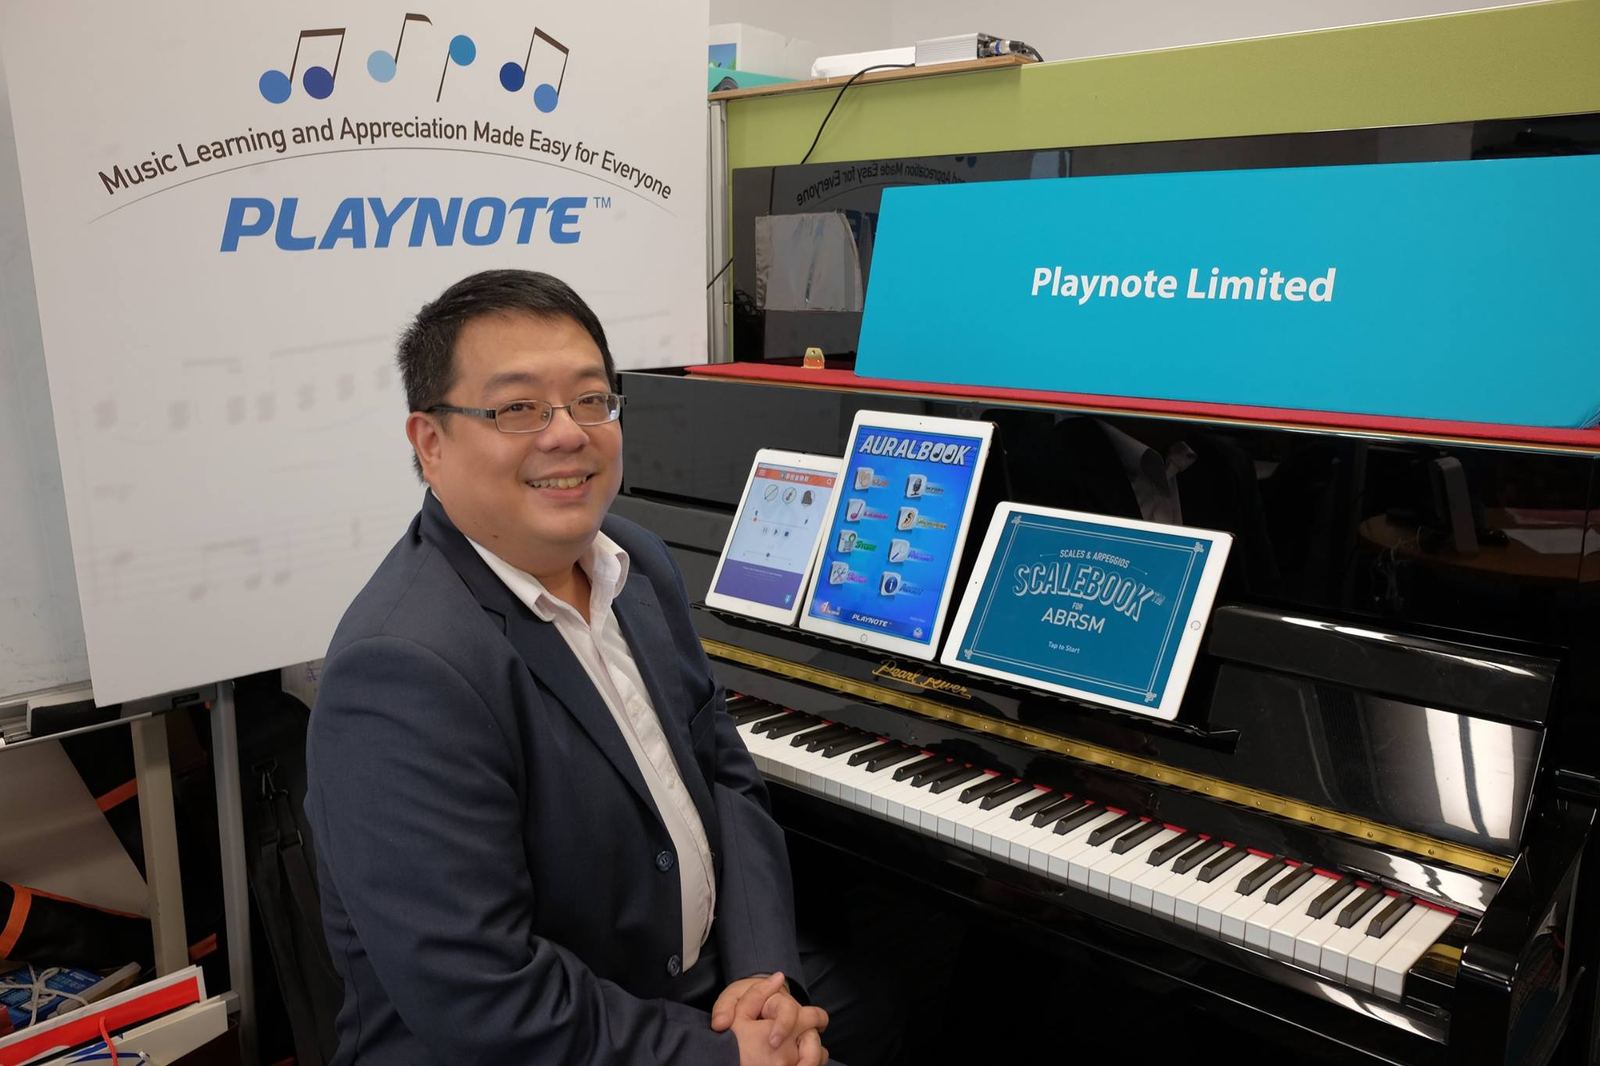 Music Learning and Appreciation Made Easy for Everyone
PLAYNOTE™
Playnote Limited
AURALBOOK
PLAYNOTE
SCALES & ARPEGGIOS
SCALEBOOK™
FOR
ABRSM
Tap to Start
Pearl River